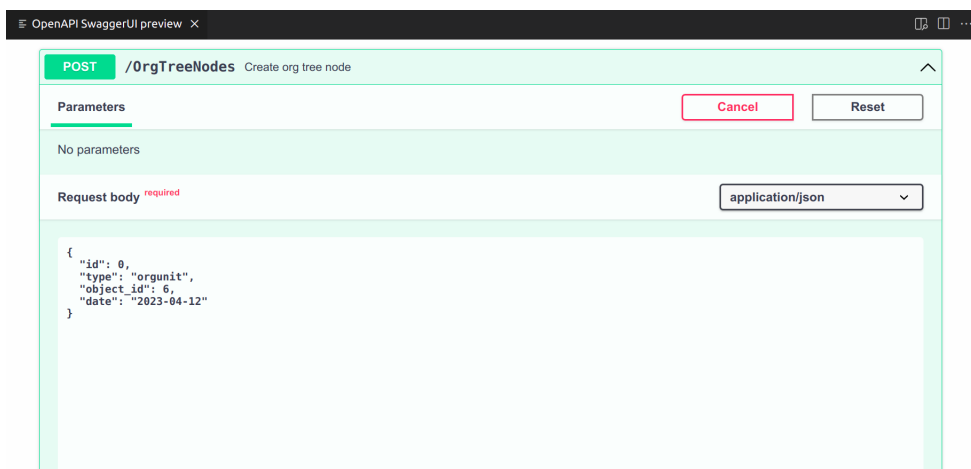 OpenAPI SwaggerUI preview
POST /OrgTreeNodes Create org tree node
Parameters Cancel Reset
No parameters
Request body required application/json
{
"id": 0,
"type": "orgunit",
"object_id": 6,
"date": "2023-04-12"
}